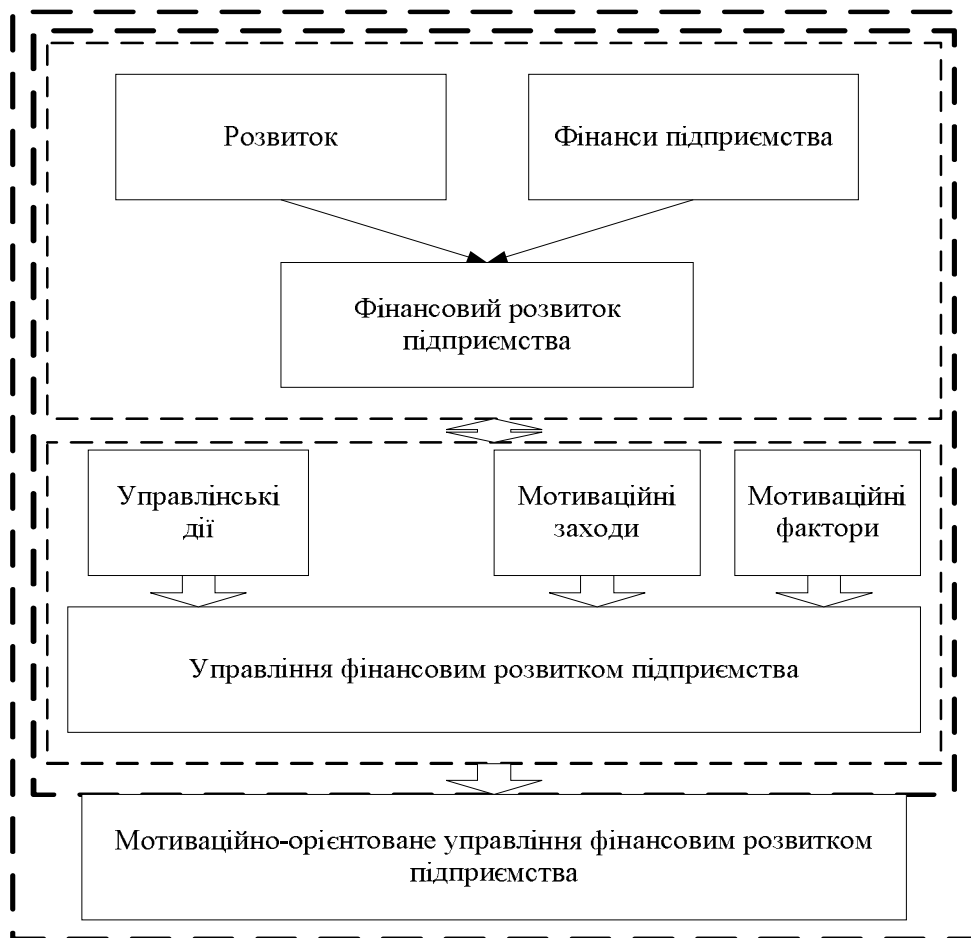 Розвиток
Фінанси підприємства
Фінансовий розвиток
підприємства
Управлінські
дії
Мотиваційні
заходи
Мотиваційні
фактори
Управління фінансовим розвитком підприємства
Мотиваційно-орієнтоване управління фінансовим розвитком
підприємства